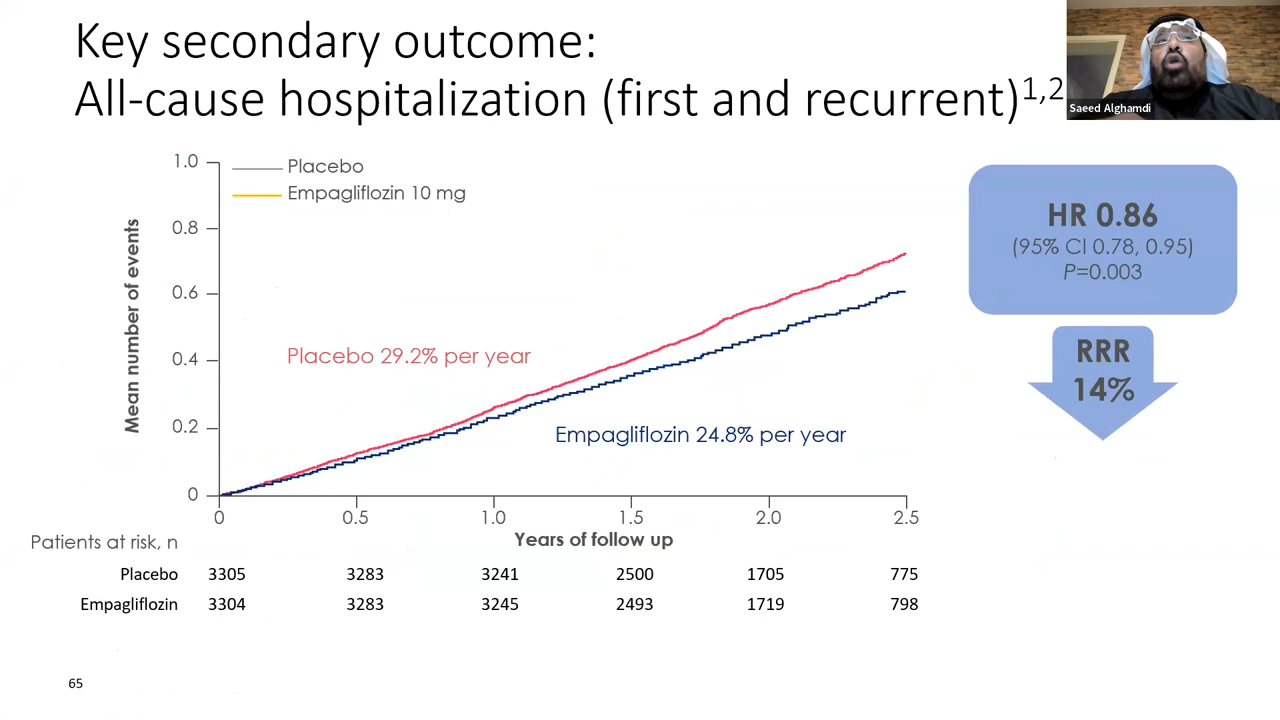 Key secondary outcome:
All-cause hospitalization (first and recurrent)1,2
Saeed Alghamdi
1.0
0.8
0.6
0.4
0.2
0
Mean number of events
Placebo
Empagliflozin 10 mg
Placebo 29.2% per year
Empagliflozin 24.8% per year
0 0.5 1.0 1.5 2.0 2.5
Years of follow up
HR 0.86
(95% CI 0.78, 0.95)
P=0.003
RRR
14%
Patients at risk, n
Placebo 3305 3283 3241 2500 1705 775
Empagliflozin 3304 3283 3245 2493 1719 798
65